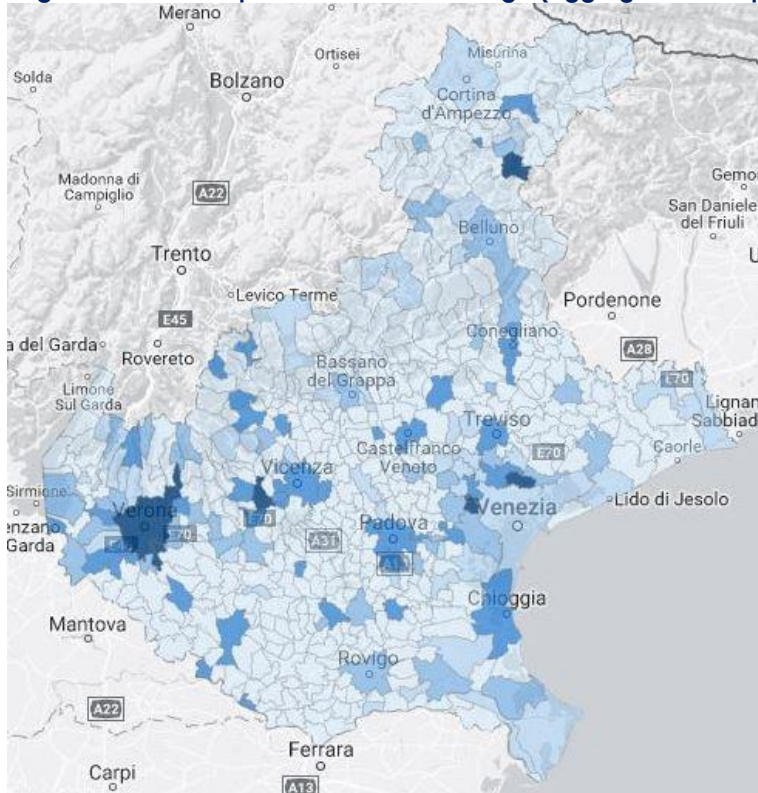 Merano
Ortisei
Misurina
Solda
Bolzano
Cortina
d'Ampezzo
Madonna di
Campiglio
A22
San Daniele
del Friuli
Belluno
Trento
Levico Terme
Pordenone
E45
Conegliano
a del Garda
Rovereto
A28
Bassano
del Grappa
E70
Limone
Sul Garda
Lignan
Sabbiad
Treviso
Castelfranco
Veneto
E70
Caorle
Vicenza
Sirmione
Lido di Jesolo
Verona
Venezia
enzano
Garda
E70
E70
Padova
A31
Chioggia
Mantova
Rovigo
A22
Ferrara
Carpi
A13